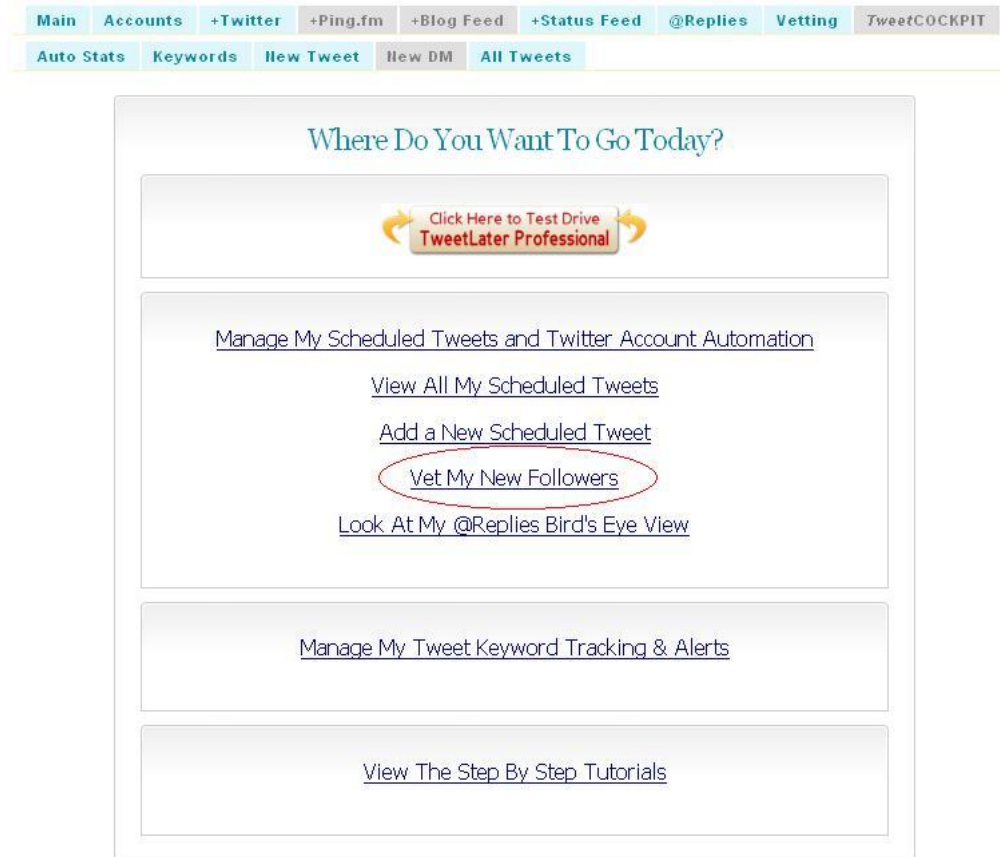 Main Accounts +Twitter +Ping.fm +Blog Feed +Status Feed @Replies Vetting TweetCOCKPIT
Auto Stats Keywords New Tweet New DM All Tweets
Where Do You Want To Go Today?
Click Here to Test Drive
TweetLater Professional
Manage My Scheduled Tweets and Twitter Account Automation
View All My Scheduled Tweets
Add a New Scheduled Tweet
Vet My New Followers
Look At My @Replies Bird's Eye View
Manage My Tweet Keyword Tracking & Alerts
View The Step By Step Tutorials